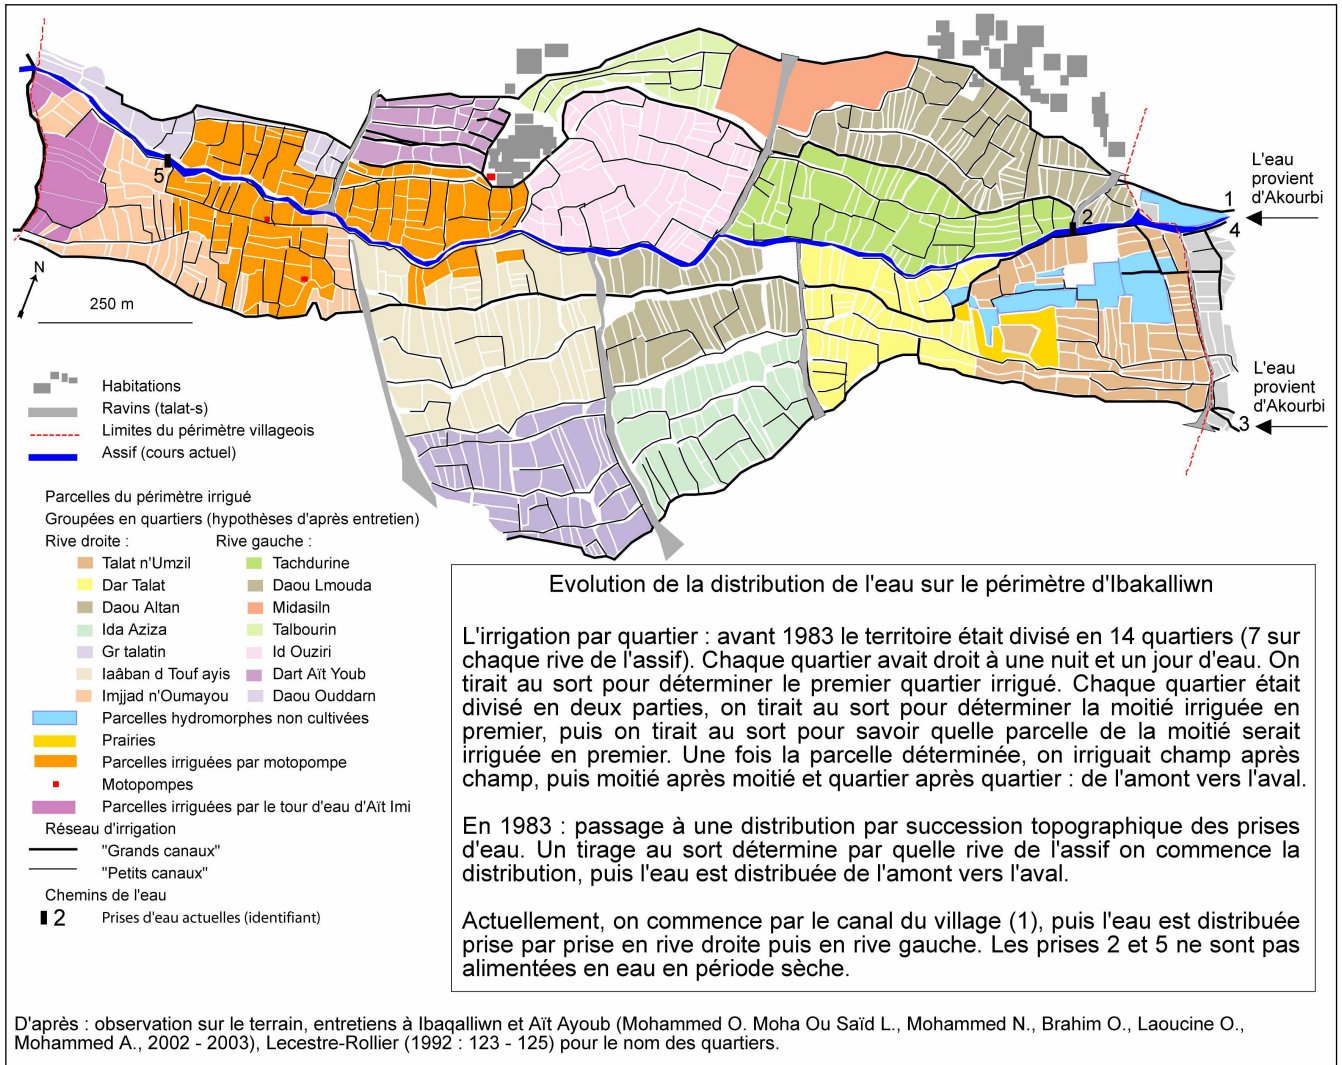 L'eau
provient
d'Akourbi
1
4
2
5
N
250 m
L'eau
provient
d'Akourbi
3
Habitations
Ravins (talat-s)
Limites du périmètre villageois
Assif (cours actuel)
Parcelles du périmètre irrigué
Groupées en quartiers (hypothèses d'après entretien)
Rive droite : Rive gauche :
Talat n'Umzil Tachdurine
Dar Talat Daou Lmouda
Daou Altan Midasiln
Ida Aziza Talbourin
Gr talatin Id Ouziri
Iaâban d Touf ayis Dart Aït Youb
Imjjad n'Oumayou Daou Ouddarn
Parcelles hydromorphes non cultivées
Prairies
Parcelles irriguées par motopompe
Motopompes
Parcelles irriguées par le tour d'eau d'Aït Imi
Réseau d'irrigation
"Grands canaux"
"Petits canaux"
Chemins de l'eau
2 Prises d'eau actuelles (identifiant)
Evolution de la distribution de l'eau sur le périmètre d'Ibakalliwn
L'irrigation par quartier : avant 1983 le territoire était divisé en 14 quartiers (7 sur
chaque rive de l'assif). Chaque quartier avait droit à une nuit et un jour d'eau. On
tirait au sort pour déterminer le premier quartier irrigué. Chaque quartier était
divisé en deux parties, on tirait au sort pour déterminer la moitié irriguée en
premier, puis on tirait au sort pour savoir quelle parcelle de la moitié serait
irriguée en premier. Une fois la parcelle déterminée, on irriguait champ après
champ, puis moitié après moitié et quartier après quartier : de l'amont vers l'aval.
En 1983 : passage à une distribution par succession topographique des prises
d'eau. Un tirage au sort détermine par quelle rive de l'assif on commence la
distribution, puis l'eau est distribuée de l'amont vers l'aval.
Actuellement, on commence par le canal du village (1), puis l'eau est distribuée
prise par prise en rive droite puis en rive gauche. Les prises 2 et 5 ne sont pas
alimentées en eau en période sèche.
D'après : observation sur le terrain, entretiens à Ibaqalliwn et Aït Ayoub (Mohammed O. Moha Ou Saïd L., Mohammed N., Brahim O., Laoucine O.,
Mohammed A., 2002 - 2003), Lecestre-Rollier (1992 : 123 - 125) pour le nom des quartiers.